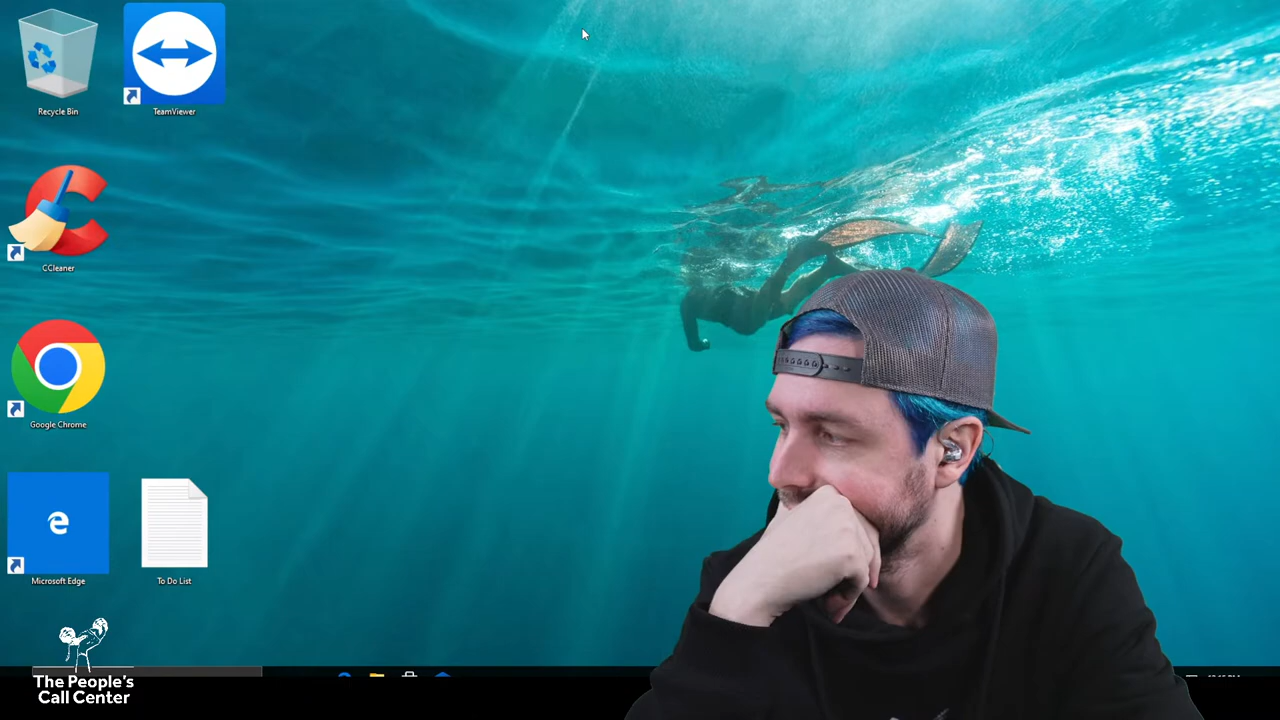 Recycle Bin
TeamViewer
CCleaner
Google Chrome
Microsoft Edge
To Do List
The People's
Call Center